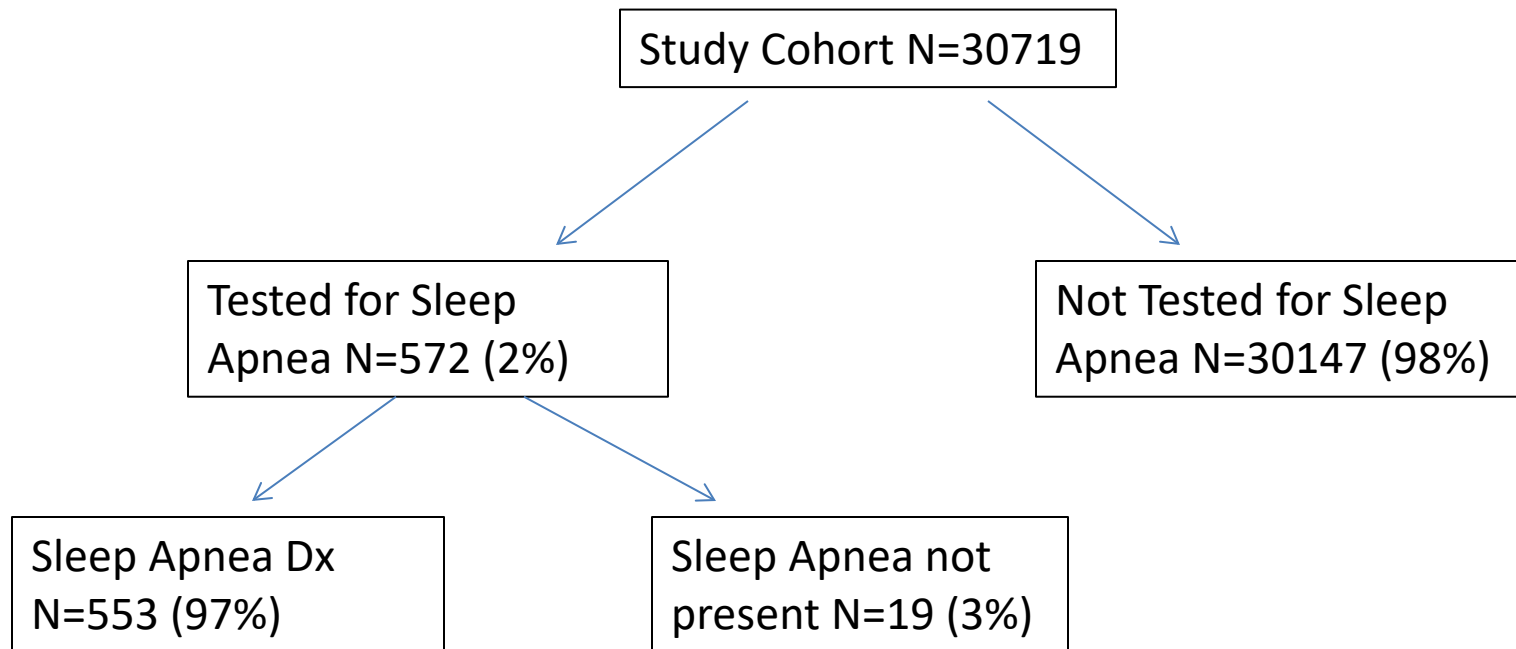 Study Cohort N=30719
Tested for Sleep
Apnea N=572 (2%)
Not Tested for Sleep
Apnea N=30147 (98%)
Sleep Apnea Dx
N=553 (97%)
Sleep Apnea not
present N=19 (3%)